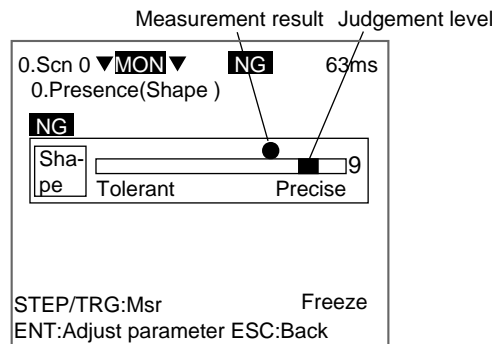 Measurement result Judgement level
0.Scn 0 ▼MON▼ NG 63ms
0.Presence(Shape )
NG
Sha-
pe
9
Tolerant Precise
STEP/TRG:Msr Freeze
ENT:Adjust parameter ESC:Back